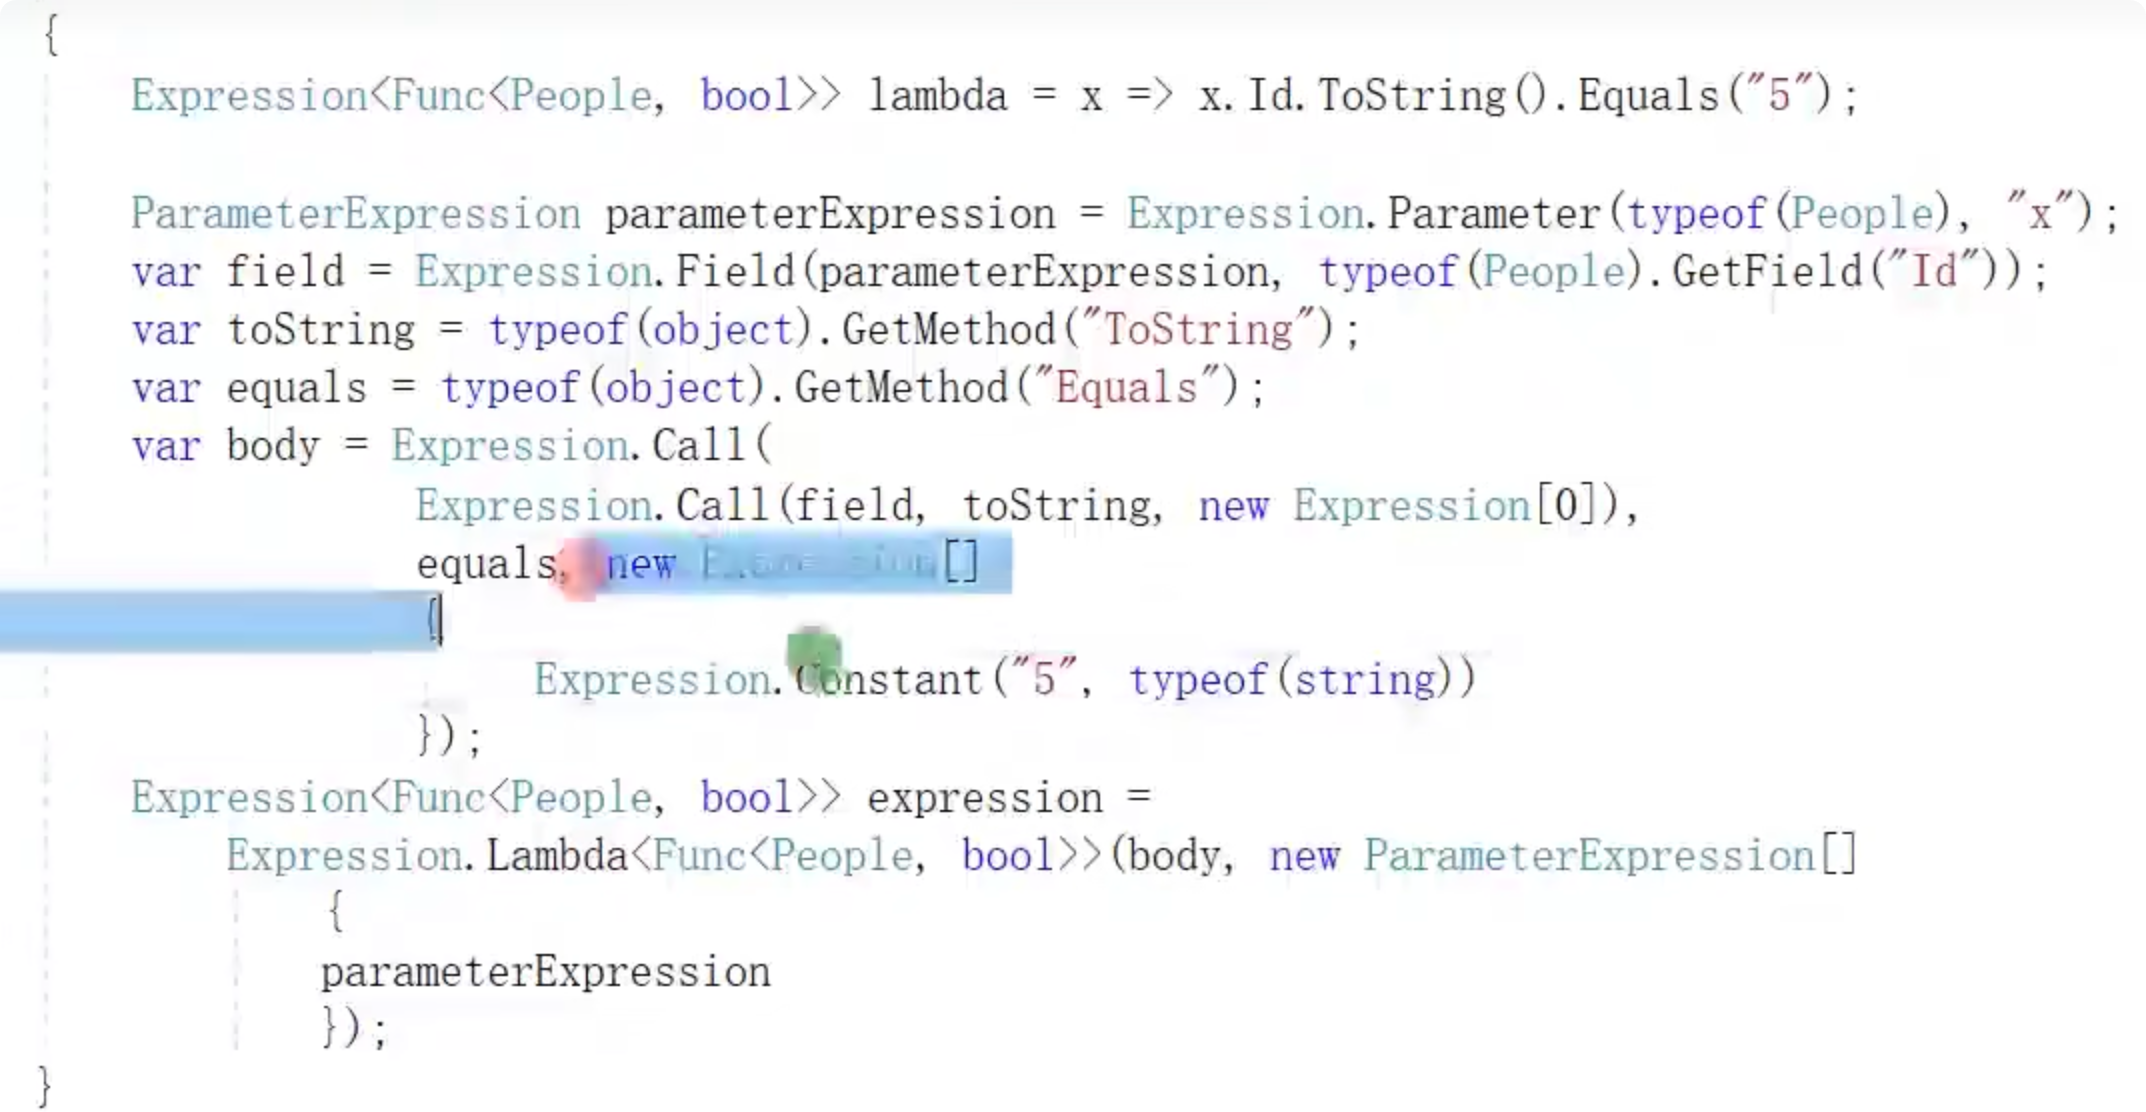 {
Expression<Func<People, bool>> lambda = x => x.Id.ToString().Equals("5");
ParameterExpression parameterExpression = Expression.Parameter(typeof(People), "x");
var field = Expression.Field(parameterExpression, typeof(People).GetField("Id"));
var toString = typeof(object).GetMethod("ToString");
var equals = typeof(object).GetMethod("Equals");
var body = Expression.Call(
Expression.Call(field, toString, new Expression[0]),
equals, new Expression[]
{
Expression.Constant("5", typeof(string))
});
Expression<Func<People, bool>> expression =
Expression.Lambda<Func<People, bool>>(body, new ParameterExpression[]
{
parameterExpression
});
}